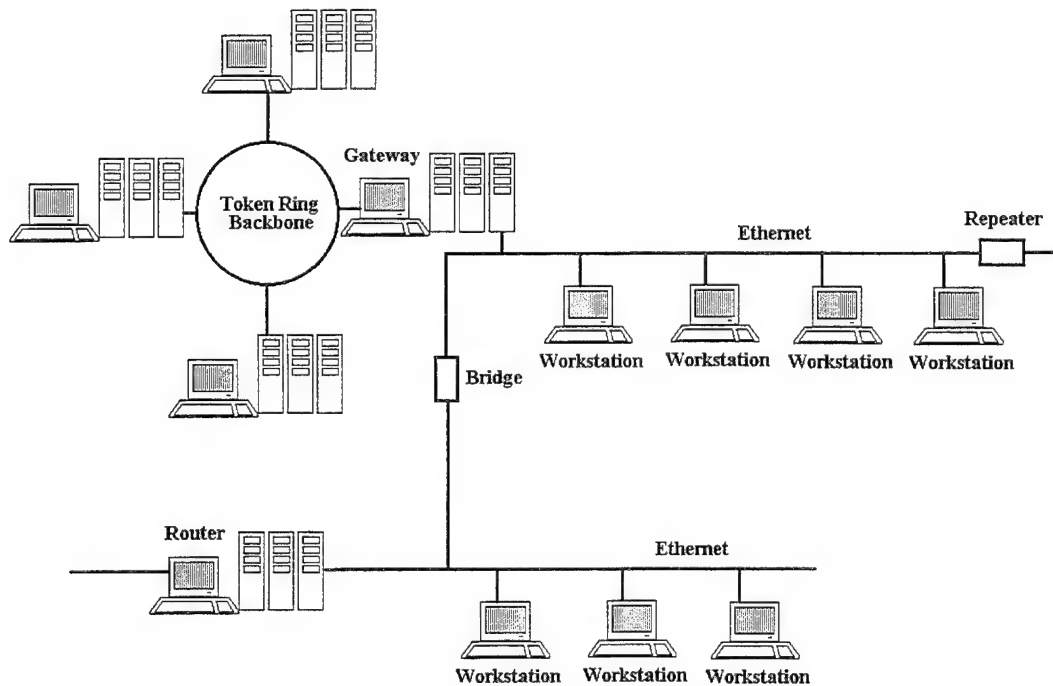 Gateway
Token Ring
Backbone
Repeater
Ethernet
Workstation
Workstation
Workstation
Workstation
Bridge
Router
Ethernet
Workstation
Workstation
Workstation